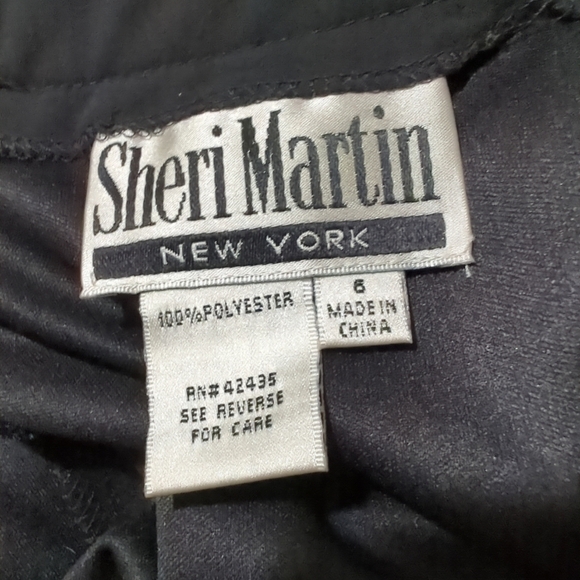 Sheri Martin
NEW YORK
100% POLYESTER
RN# 42435
SEE REVERSE
FOR CARE
6
MADE IN
CHINA